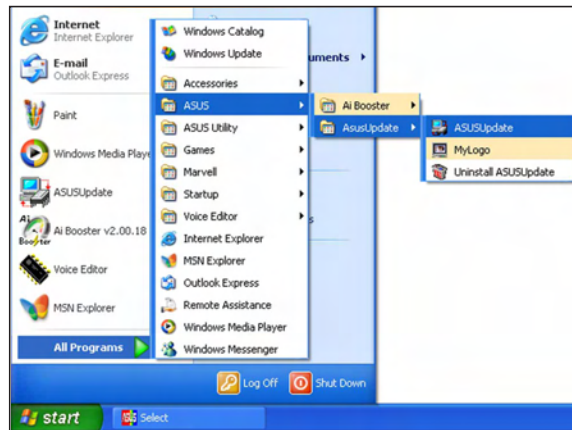 Internet
Internet Explorer
E-mail
Outlook Express
Paint
Windows Media Playe
ASUSUpdate
Ai Booster v2.00.18
Voice Editor
MSN Explorer
All Programs
Windows Catalog
Windows Update
Accessories
ASUS
ASUS Utility
Games
Marvell
Startup
Voice Editor
Internet Explorer
MSN Explorer
Outlook Express
Remote Assistance
Windows Media Player
Windows Messenger
uments
s
Ai Booster
AsusUpdate
ASUSUpdate
MyLogo
Uninstall ASUSUpdate
Log Off
Shut Down
start
Select